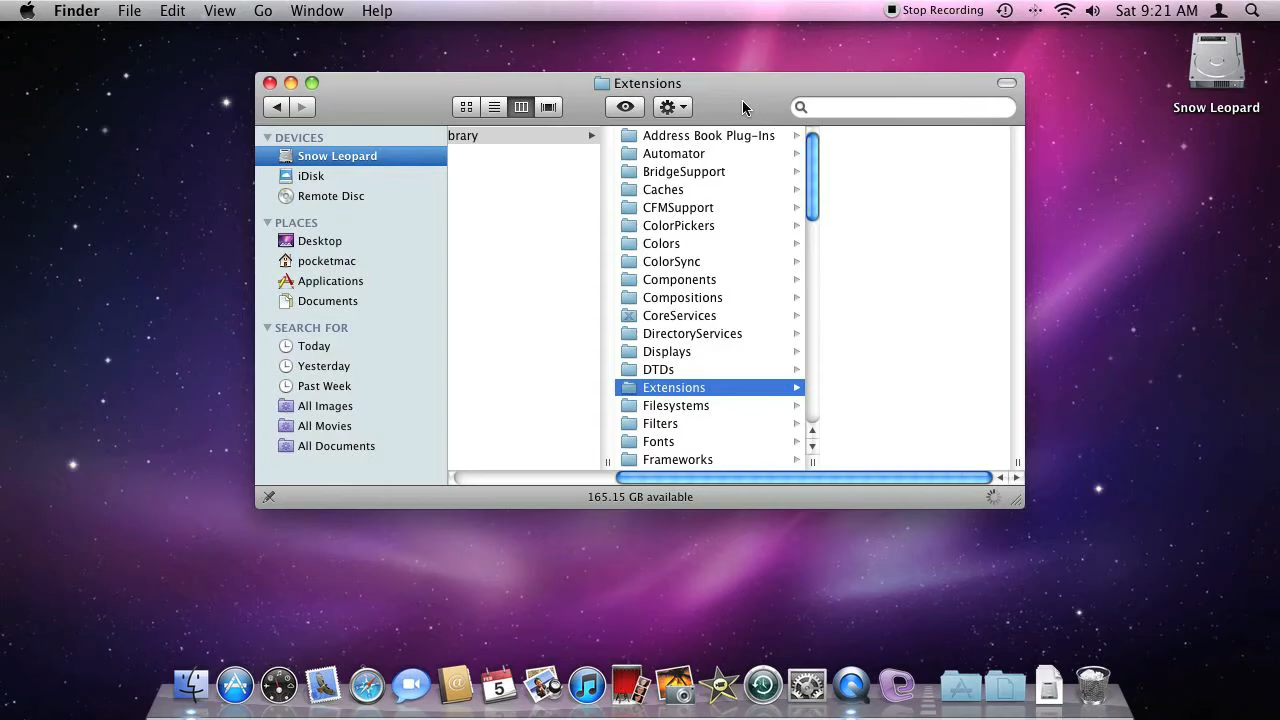 Finder File Edit View Go Window Help Stop Recording Sat 9:21 AM
Snow Leopard
Extensions
DEVICES
Snow Leopard
iDisk
Remote Disc
PLACES
Desktop
pocketmac
Applications
Documents
SEARCH FOR
Today
Yesterday
Past Week
All Images
All Movies
All Documents
brary
Address Book Plug-Ins
Automator
BridgeSupport
Caches
CFMSupport
ColorPickers
Colors
ColorSync
Components
Compositions
CoreServices
DirectoryServices
Displays
DTDs
Extensions
Filesystems
Filters
Fonts
Frameworks
165.15 GB available
FEB
5